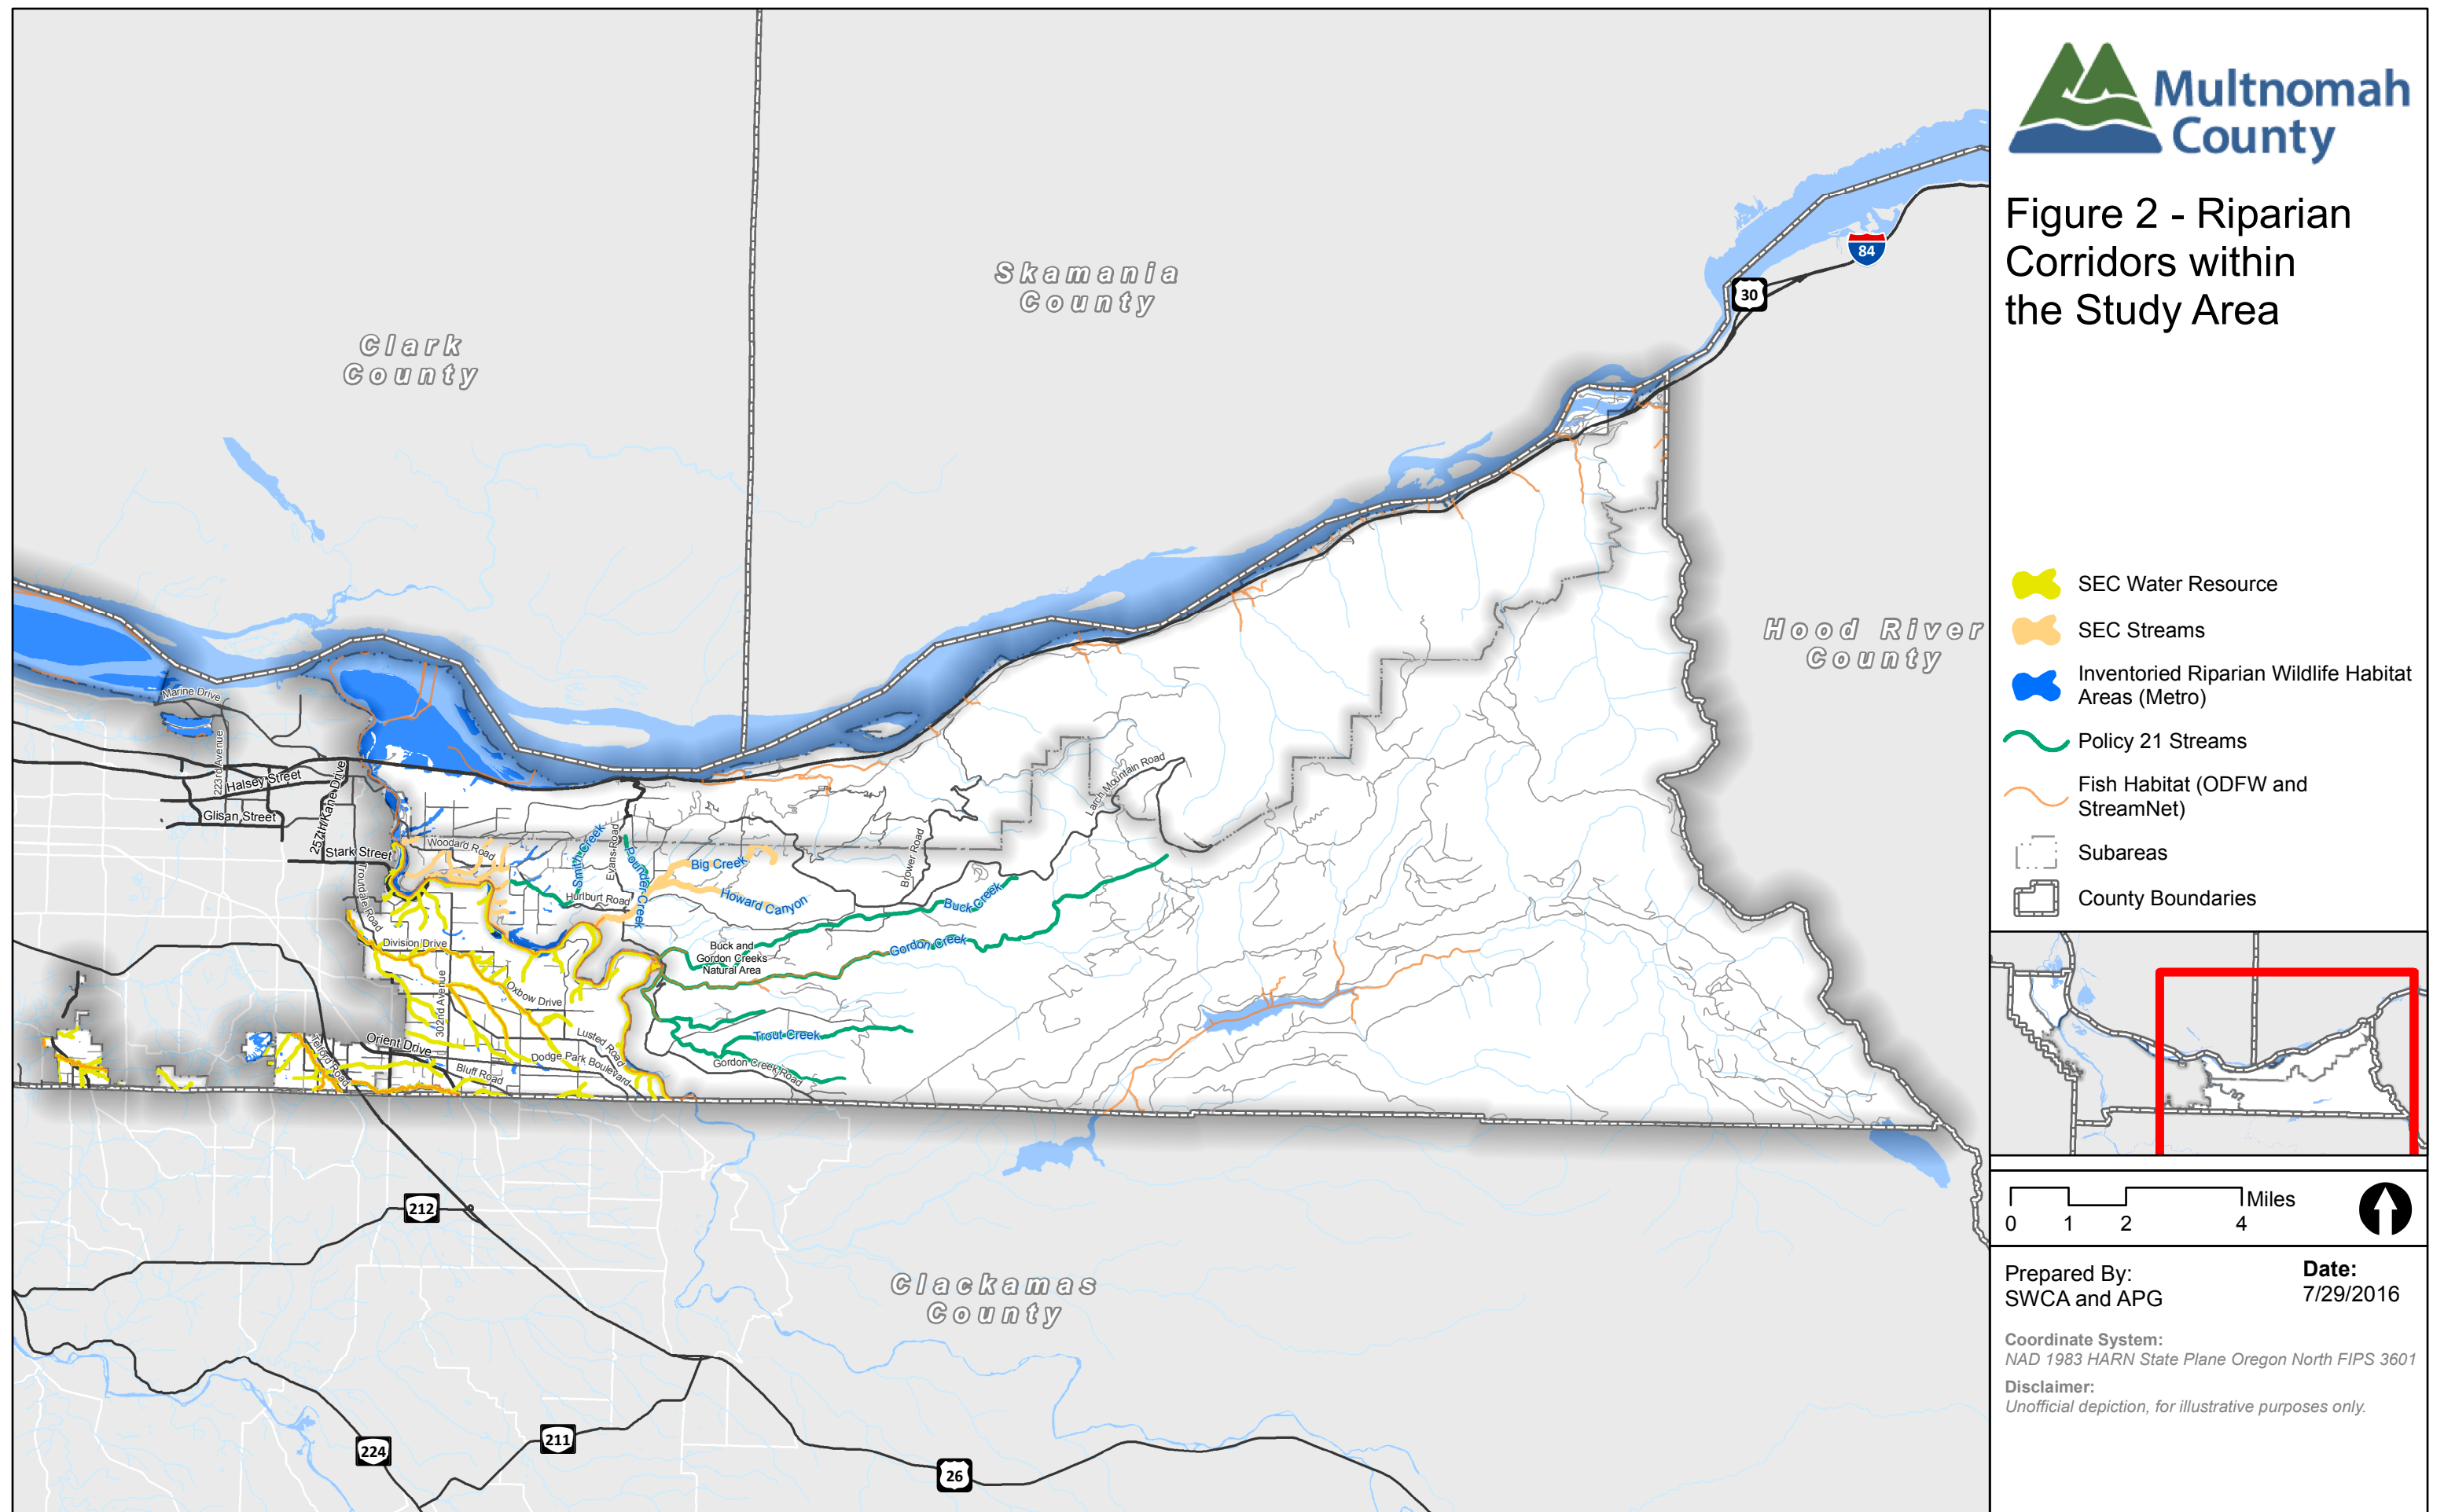 Multnomah
County
Figure 2 - Riparian
Corridors within
the Study Area
SEC Water Resource
SEC Streams
Inventoried Riparian Wildlife Habitat
Areas (Metro)
Policy 21 Streams
Fish Habitat (ODFW and
StreamNet)
Subareas
County Boundaries
Miles
0 1 2 4
Prepared By:
SWCA and APG
Date:
7/29/2016
Coordinate System:
NAD 1983 HARN State Plane Oregon North FIPS 3601
Disclaimer:
Unofficial depiction, for illustrative purposes only.
Skamania
County
Clark
County
Hood River
County
Clackamas
County
84
30
212
224
211
26
Marine Drive
223rd Avenue
Halsey Street
Glisan Street
257th/Kane Drive
Stark Street
Troutdale Road
Woodard Road
Smith Creek
Evans Road
Pounder Creek
Big Creek
Howard Canyon
Hurlburt Road
Brower Road
Larch Mountain Road
Buck Creek
Gordon Creek
Buck and
Gordon Creeks
Natural Area
Division Drive
302nd Avenue
Oxbow Drive
Lusted Road
Trout Creek
Gordon Creek Road
Dodge Park Boulevard
Orient Drive
Bluff Road
Telford Road